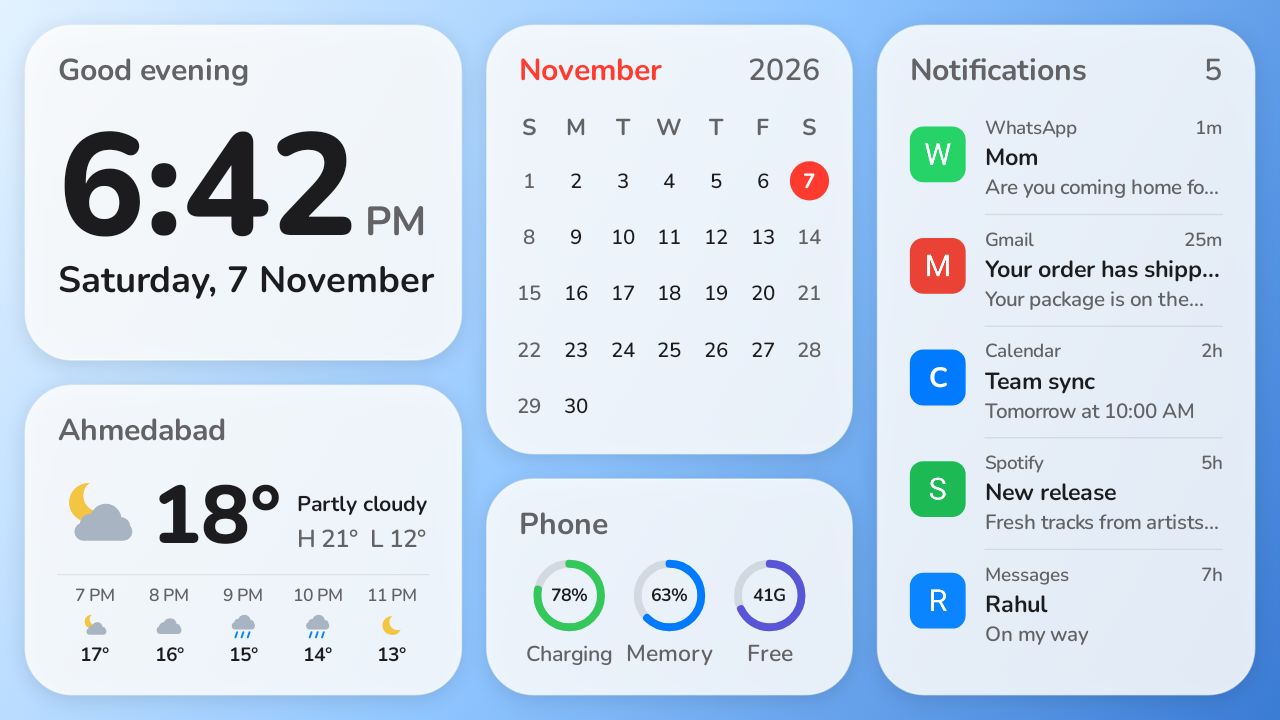 Good evening
6:42 PM
Saturday, 7 November
Ahmedabad
18° Partly cloudy
H 21° L 12°
7 PM 8 PM 9 PM 10 PM 11 PM
17° 16° 15° 14° 13°
November 2026
S M T W T F S
1 2 3 4 5 6 7
8 9 10 11 12 13 14
15 16 17 18 19 20 21
22 23 24 25 26 27 28
29 30
Phone
78% 63% 41G
Charging Memory Free
Notifications 5
W
WhatsApp 1m
Mom
Are you coming home fo...
M
Gmail 25m
Your order has shipp...
Your package is on the...
C
Calendar 2h
Team sync
Tomorrow at 10:00 AM
S
Spotify 5h
New release
Fresh tracks from artists...
R
Messages 7h
Rahul
On my way